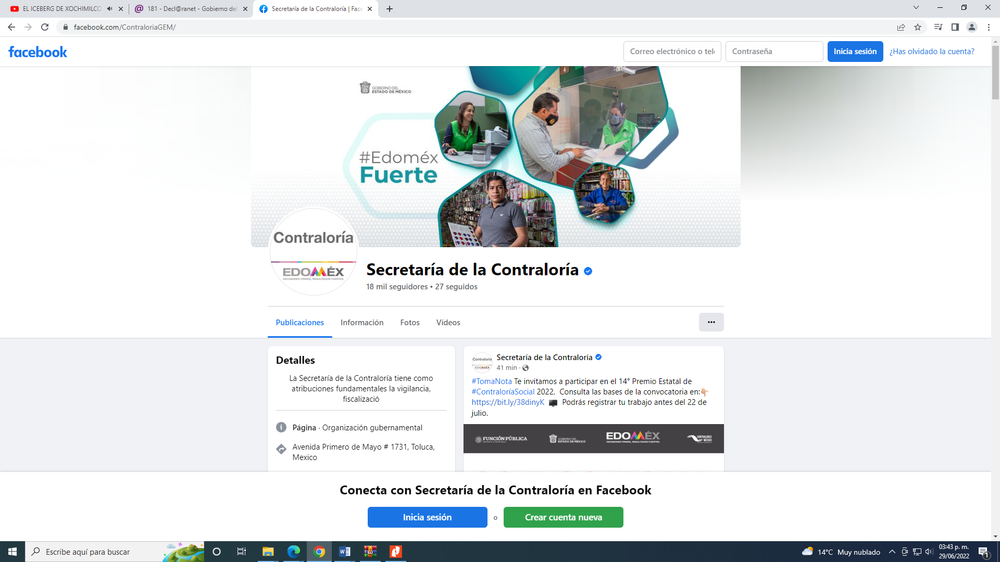 EL ICEBERG DE XOCHIMILCO
181 - Decl@ranet - Gobierno del
Secretaría de la Contraloría | Face
facebook.com/ContraloriaGEM/
facebook
Correo electrónico o telé
Contraseña
Inicia sesión
¿Has olvidado la cuenta?
GOBIERNO DEL
ESTADO DE MÉXICO
4
#Edoméx
Fuerte
Contraloría
EDOMÉX
DECISIONES FIRMES, RESULTADOS FUERTES.
Secretaría de la Contraloría
18 mil seguidores • 27 seguidos
Publicaciones
Información
Fotos
Vídeos
Detalles
La Secretaría de la Contraloría tiene como
atribuciones fundamentales la vigilancia,
fiscalizació
Página · Organización gubernamental
Avenida Primero de Mayo # 1731, Toluca,
Mexico
Contraloría
EDOMÉX
Secretaría de la Contraloría
41 min ·
#TomaNota Te invitamos a participar en el 14° Premio Estatal de
#ContraloríaSocial 2022. Consulta las bases de la convocatoria en:👇🏼
https://bit.ly/38dinyK 🖥️ Podrás registrar tu trabajo antes del 22 de
julio.
FUNCIÓN PÚBLICA
GOBIERNO DEL
ESTADO DE MÉXICO
EDOMÉX
DECISIONES FIRMES, RESULTADOS FUERTES.
CONTRALORES
MÉXICO
Conecta con Secretaría de la Contraloría en Facebook
Inicia sesión
o
Crear cuenta nueva
Escribe aquí para buscar
14°C Muy nublado
03:43 p. m.
29/06/2022
1